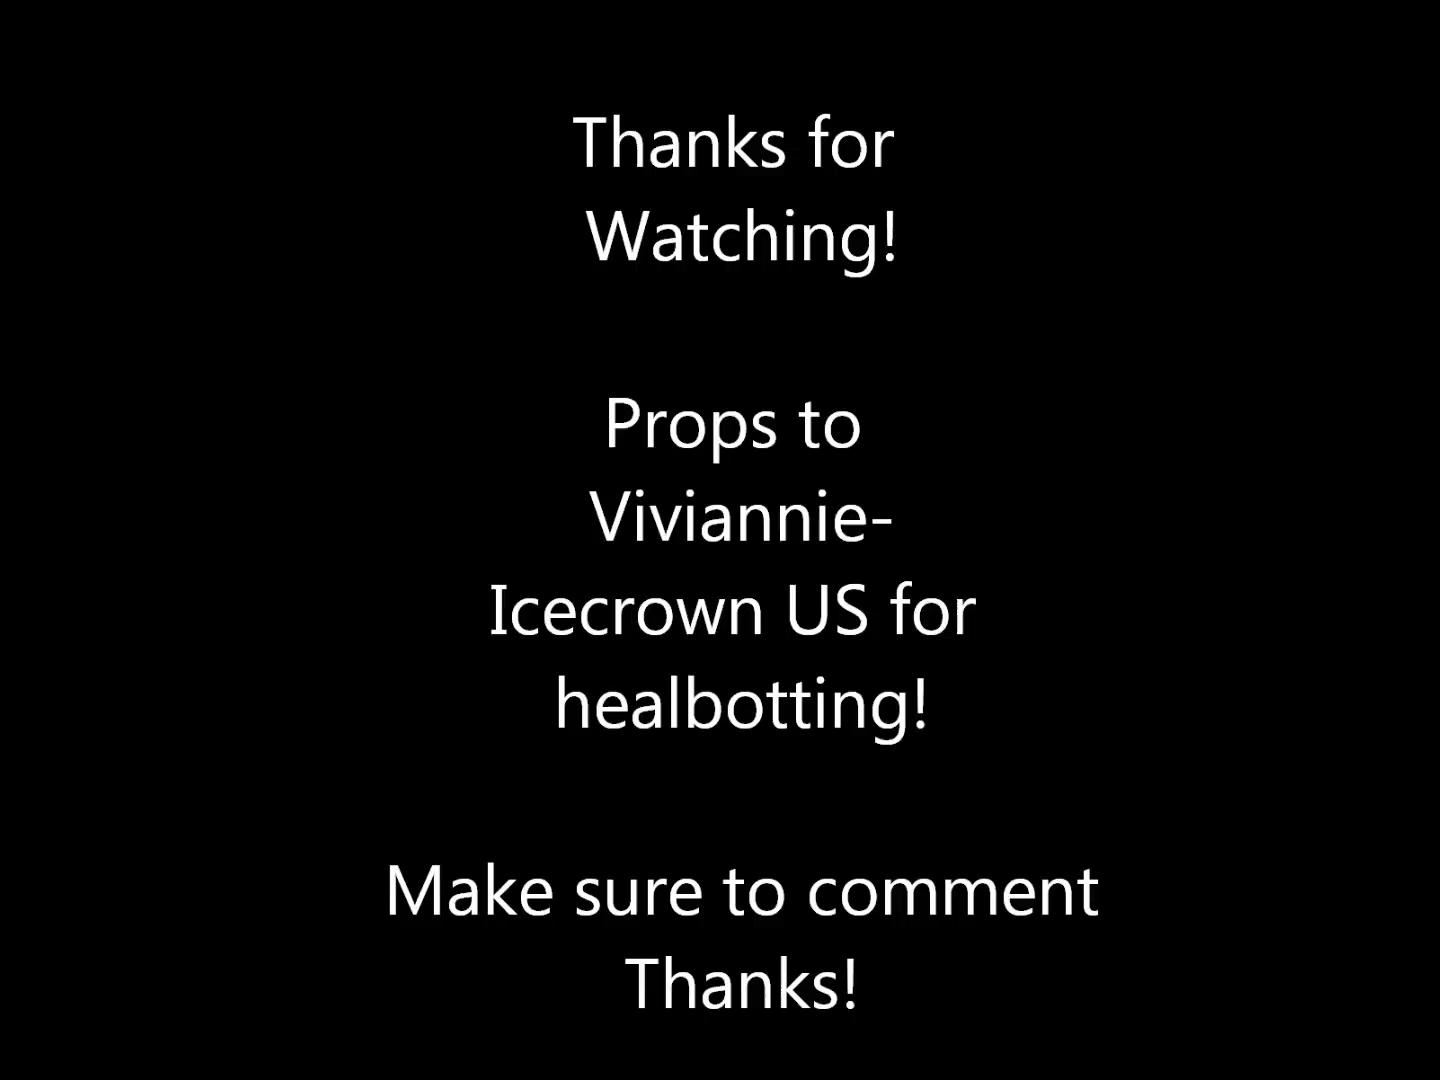 Thanks for
Watching!
Props to
Viviannie-
Icecrown US for
healbotting!
Make sure to comment
Thanks!